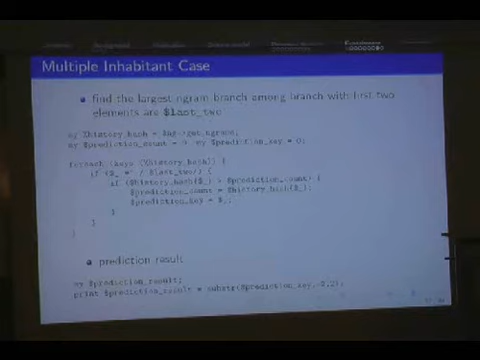 Multiple Inhabitant Case
find the largest ngram branch among branch with first two
elements are $last_two
my $history_hash = $ng->get_ngrams;
my $prediction_count = 0; my $prediction_key = 0;
foreach (keys (%history_hash)) {
if ($_ =~ /^$last_two/) {
if ($history_hash{$_} > $prediction_count) {
$prediction_count = $history_hash{$_};
$prediction_key = $_;
}
}
}
prediction result
my $prediction_result;
print $prediction_result = substr($prediction_key,-2,2);